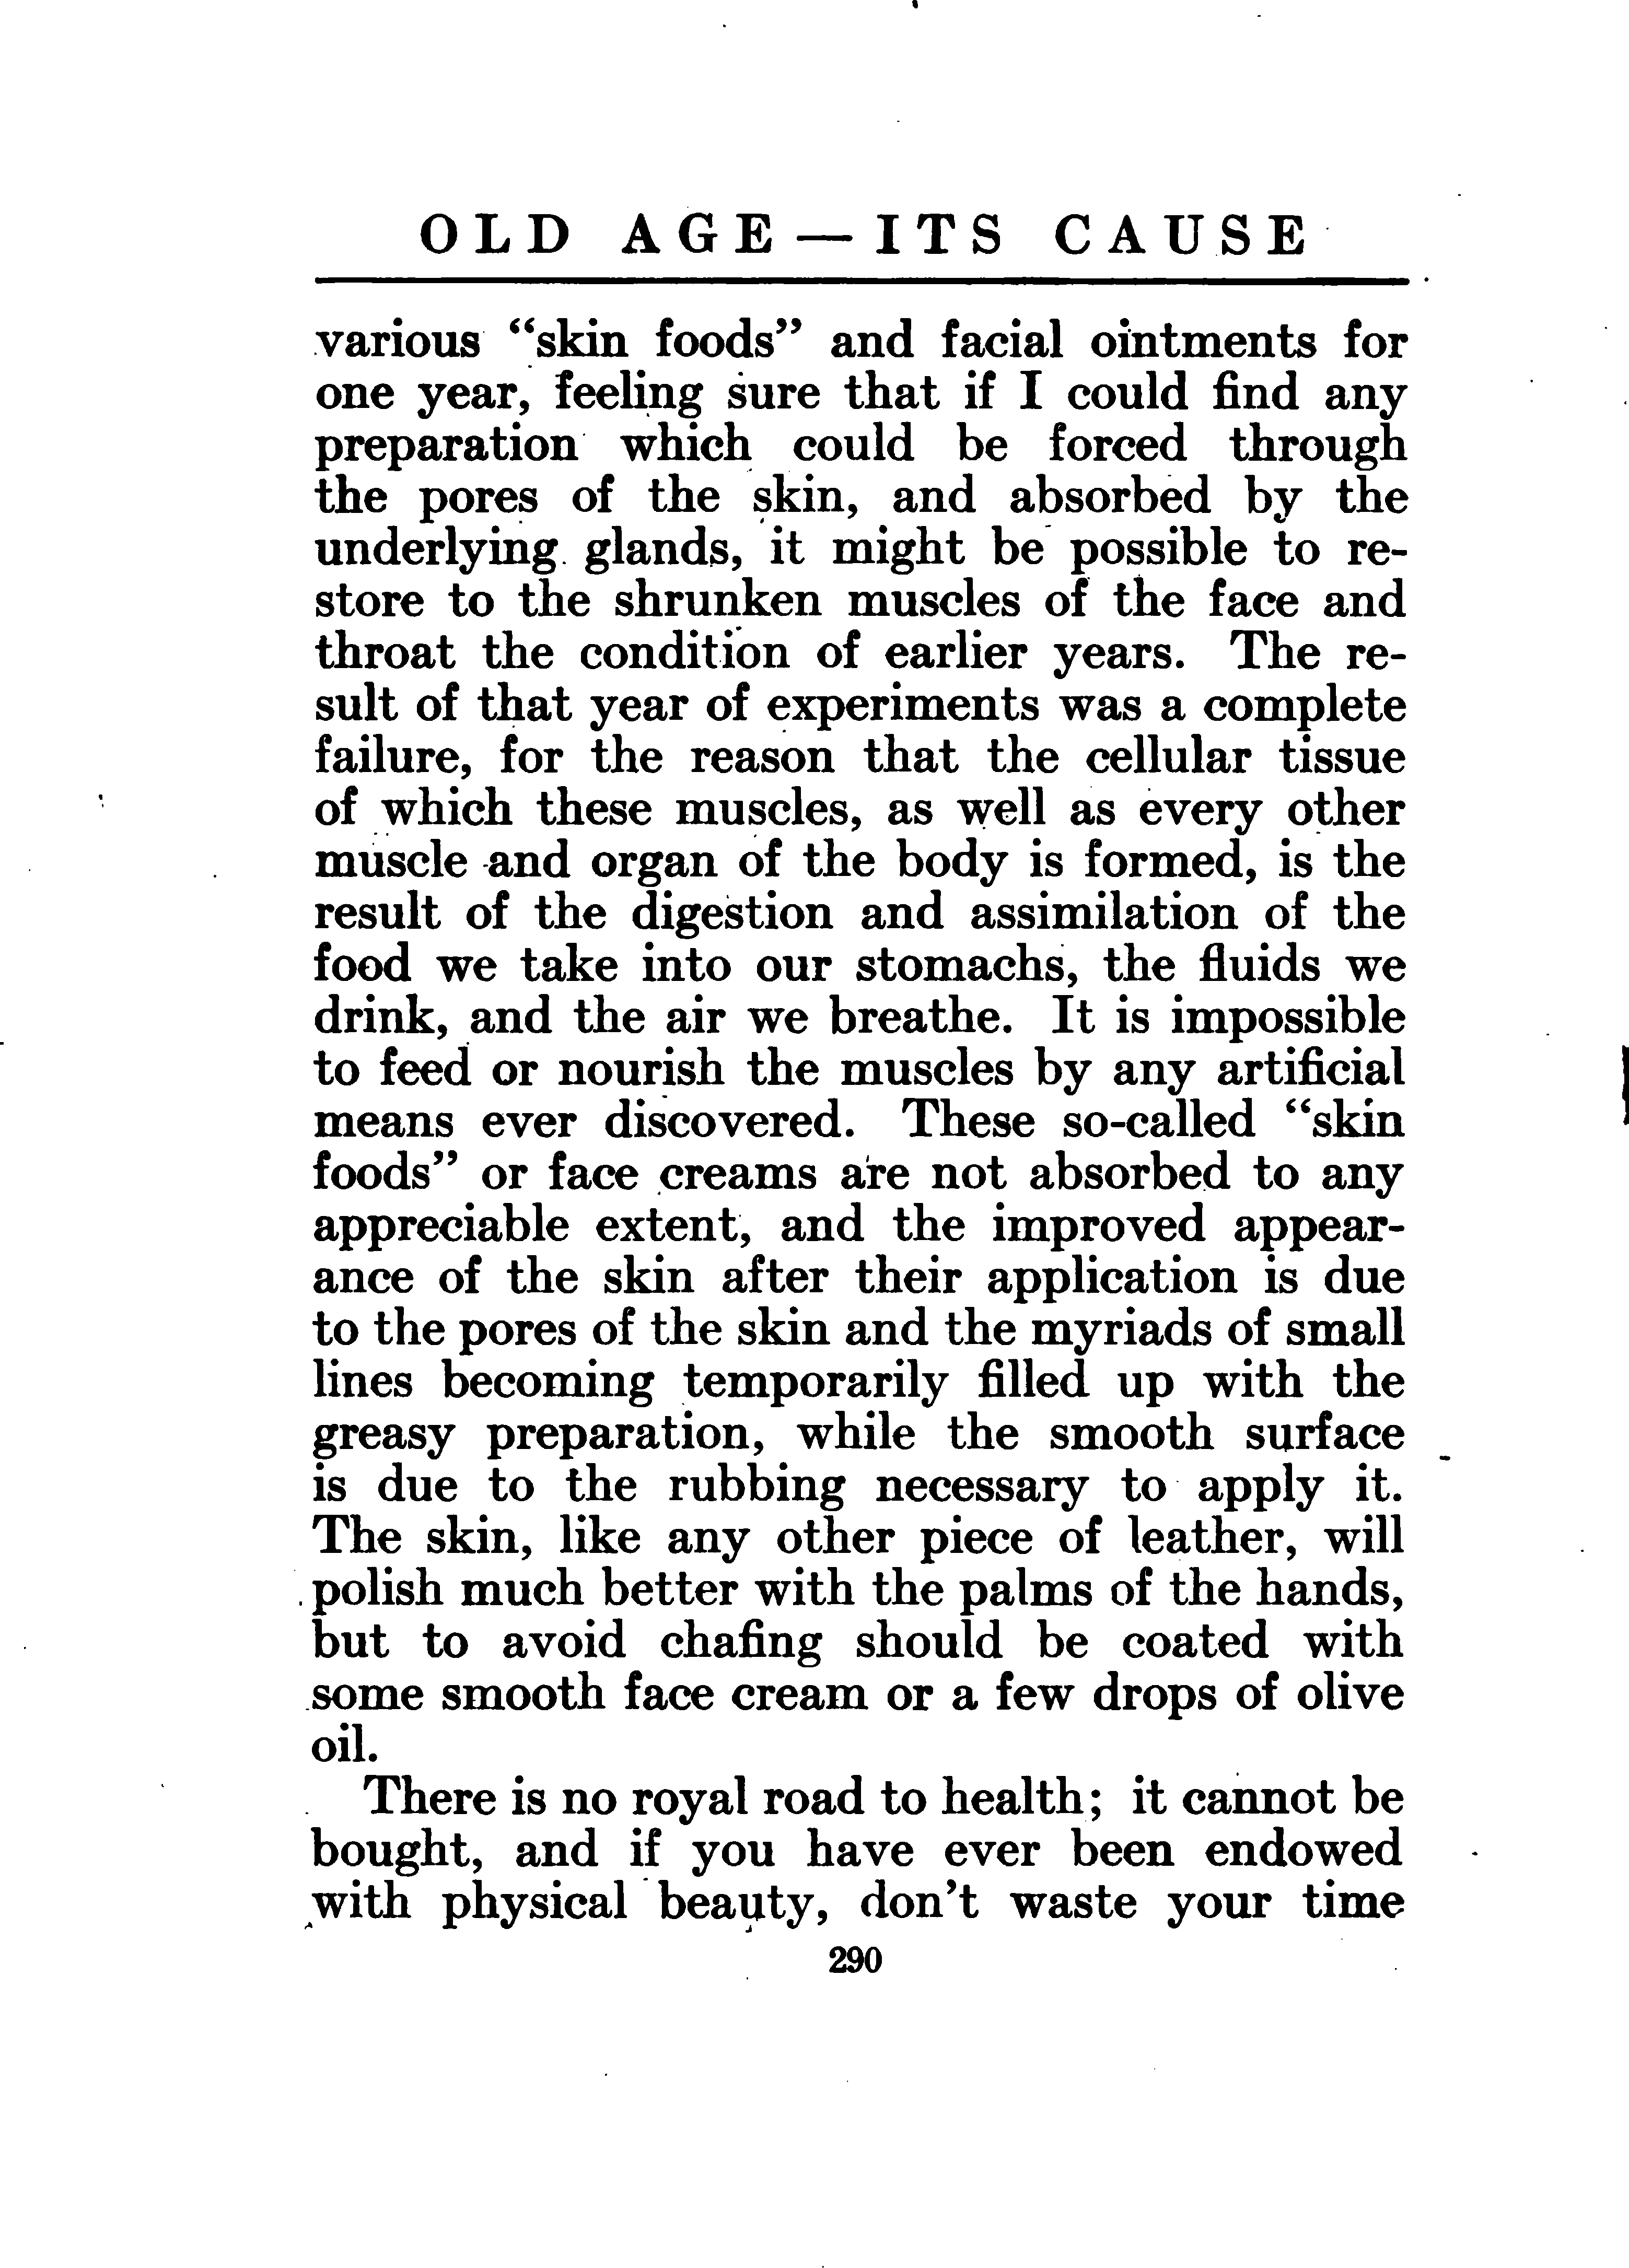 OLD AGE—ITS CAUSE
various “skin foods” and facial ointments for
one year, feeling sure that if I could find any
preparation which could be forced through
the pores of the skin, and absorbed by the
underlying glands, it might be possible to re-
store to the shrunken muscles of the face and
throat the condition of earlier years. The re-
sult of that year of experiments was a complete
failure, for the reason that the cellular tissue
of which these muscles, as well as every other
muscle and organ of the body is formed, is the
result of the digestion and assimilation of the
food we take into our stomachs, the fluids we
drink, and the air we breathe. It is impossible
to feed or nourish the muscles by any artificial
means ever discovered. These so-called “skin
foods” or face creams are not absorbed to any
appreciable extent, and the improved appear-
ance of the skin after their application is due
to the pores of the skin and the myriads of small
lines becoming temporarily filled up with the
greasy preparation, while the smooth surface
is due to the rubbing necessary to apply it.
The skin, like any other piece of leather, will
polish much better with the palms of the hands,
but to avoid chafing should be coated with
some smooth face cream or a few drops of olive
oil.
There is no royal road to health; it cannot be
bought, and if you have ever been endowed
with physical beauty, don’t waste your time
290